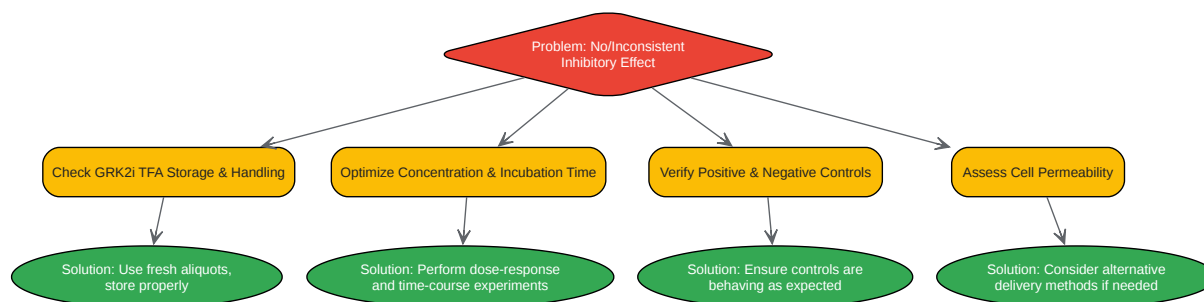 Problem: No/Inconsistent
Inhibitory Effect
Check GRK2i TFA Storage & Handling
Optimize Concentration & Incubation Time
Verify Positive & Negative Controls
Assess Cell Permeability
Solution: Use fresh aliquots,
store properly
Solution: Perform dose-response
and time-course experiments
Solution: Ensure controls are
behaving as expected
Solution: Consider alternative
delivery methods if needed